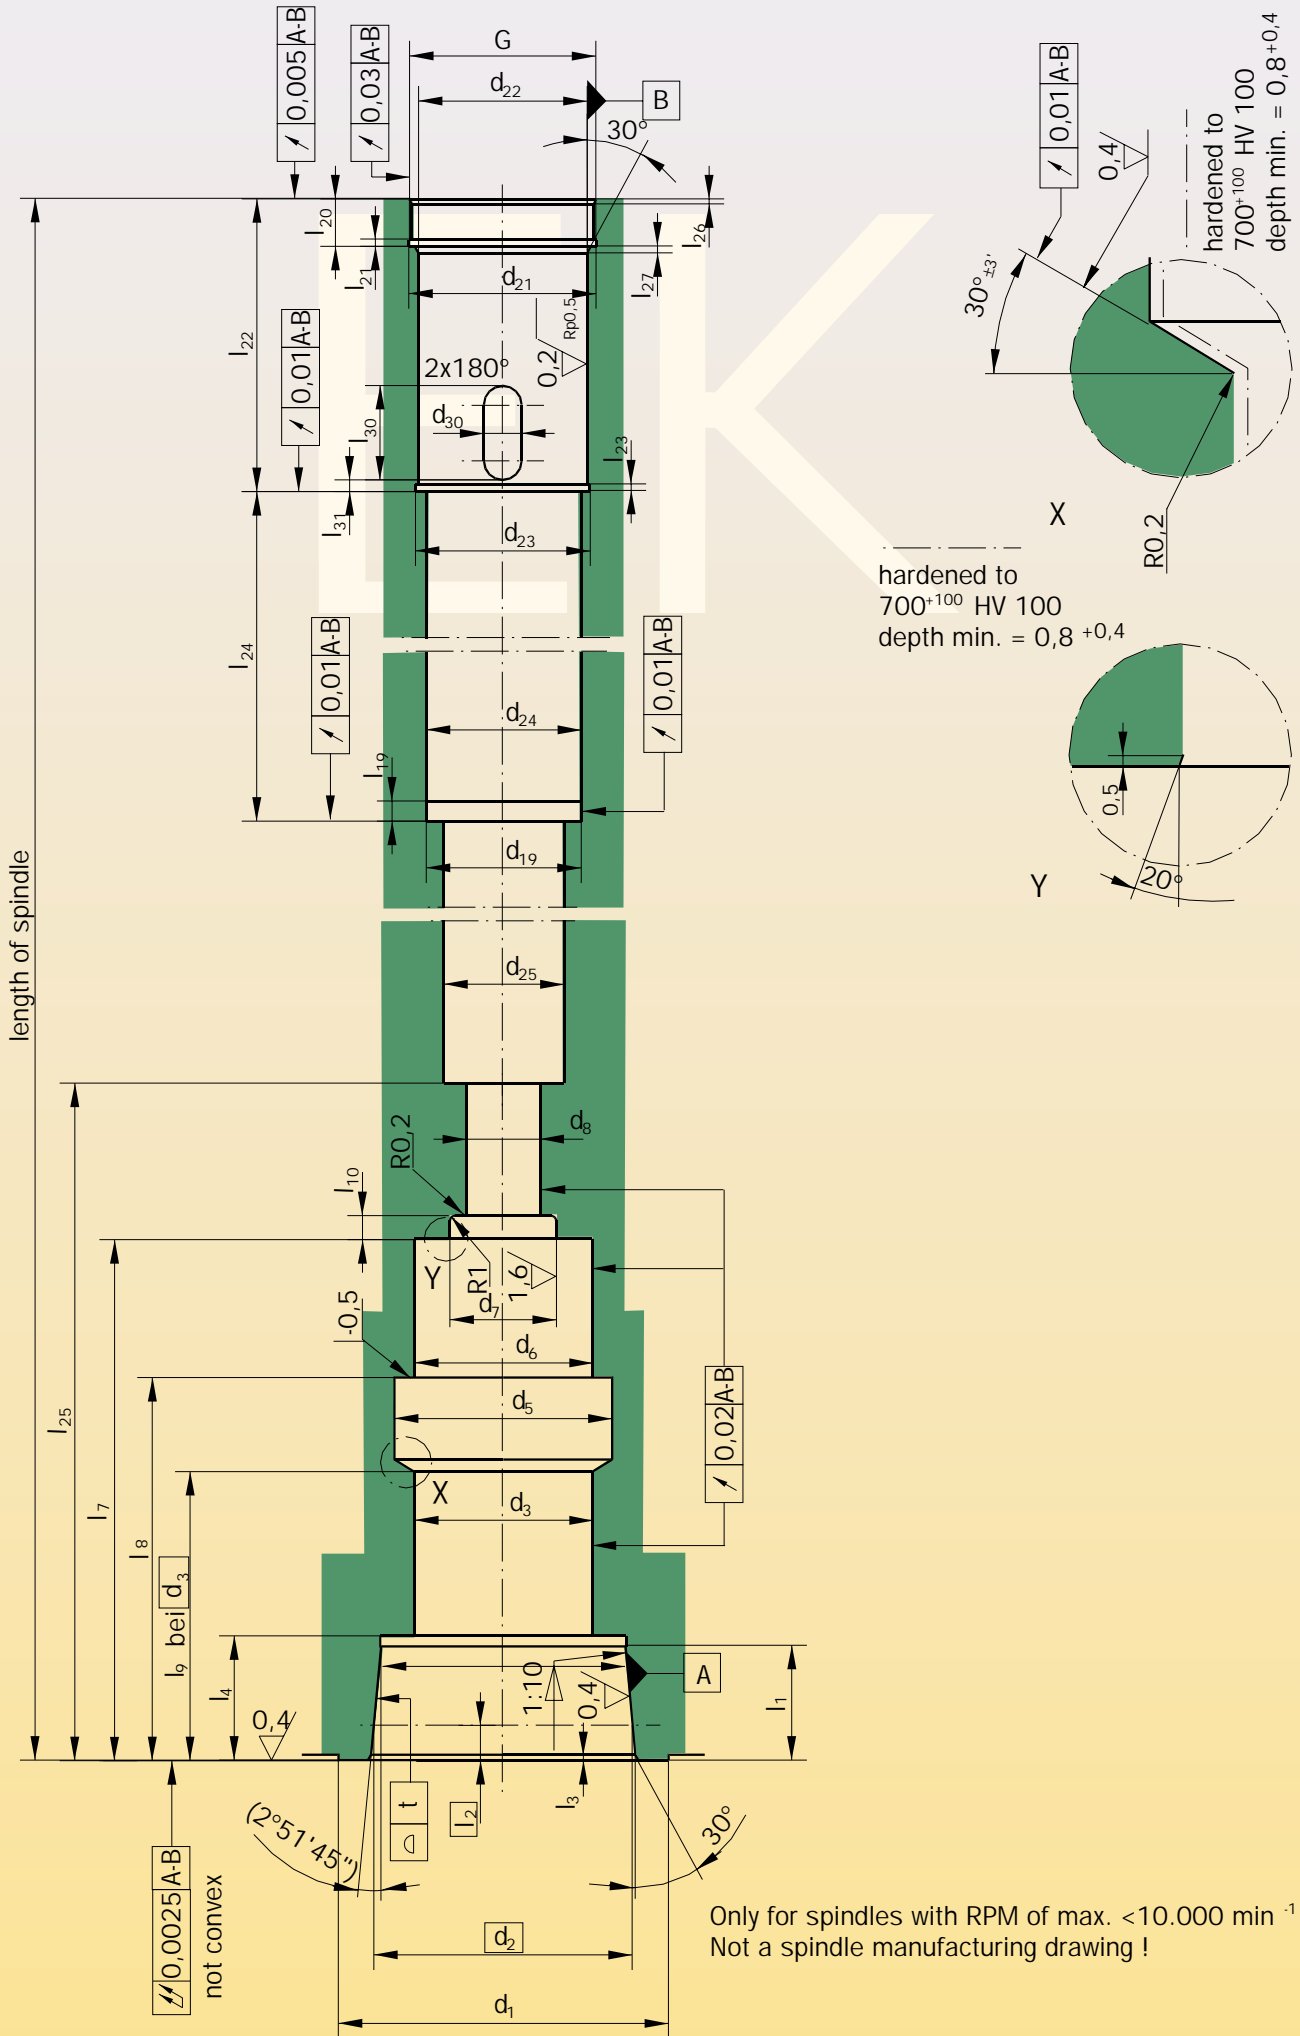 0,005 A-B
0,03 A-B
G
d22
B
30°
l20
l21
l26
l27
d21
l22
0,01 A-B
2x180°
0,2
Rp0,5
d30
l30
l23
l31
d23
l24
0,01 A-B
0,01 A-B
d24
l19
d19
length of spindle
d25
d8
R0,2
l10
Y
R1
1,6
d7
-0,5
d6
d5
l25
0,02 A-B
X
d3
l7
l8
l9 bei d3
l4
1:10
0,4
A
l1
0,4
t
l2
l3
(2°51'45")
30°
0,0025 A-B
not convex
d2
d1
0,01 A-B
0,4
hardened to
700+100 HV 100
depth min. = 0,8 +0,4
30°±3'
X
R0,2
hardened to
700+100 HV 100
depth min. = 0,8 +0,4
0,5
Y
20°
Only for spindles with RPM of max. <10.000 min -1
Not a spindle manufacturing drawing !